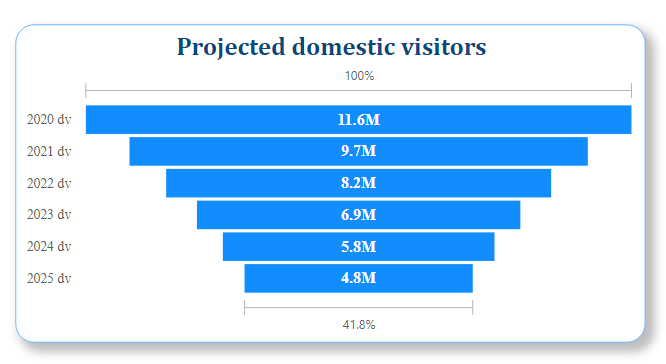 Projected domestic visitors
100%
2020 dv 11.6M
2021 dv 9.7M
2022 dv 8.2M
2023 dv 6.9M
2024 dv 5.8M
2025 dv 4.8M
41.8%